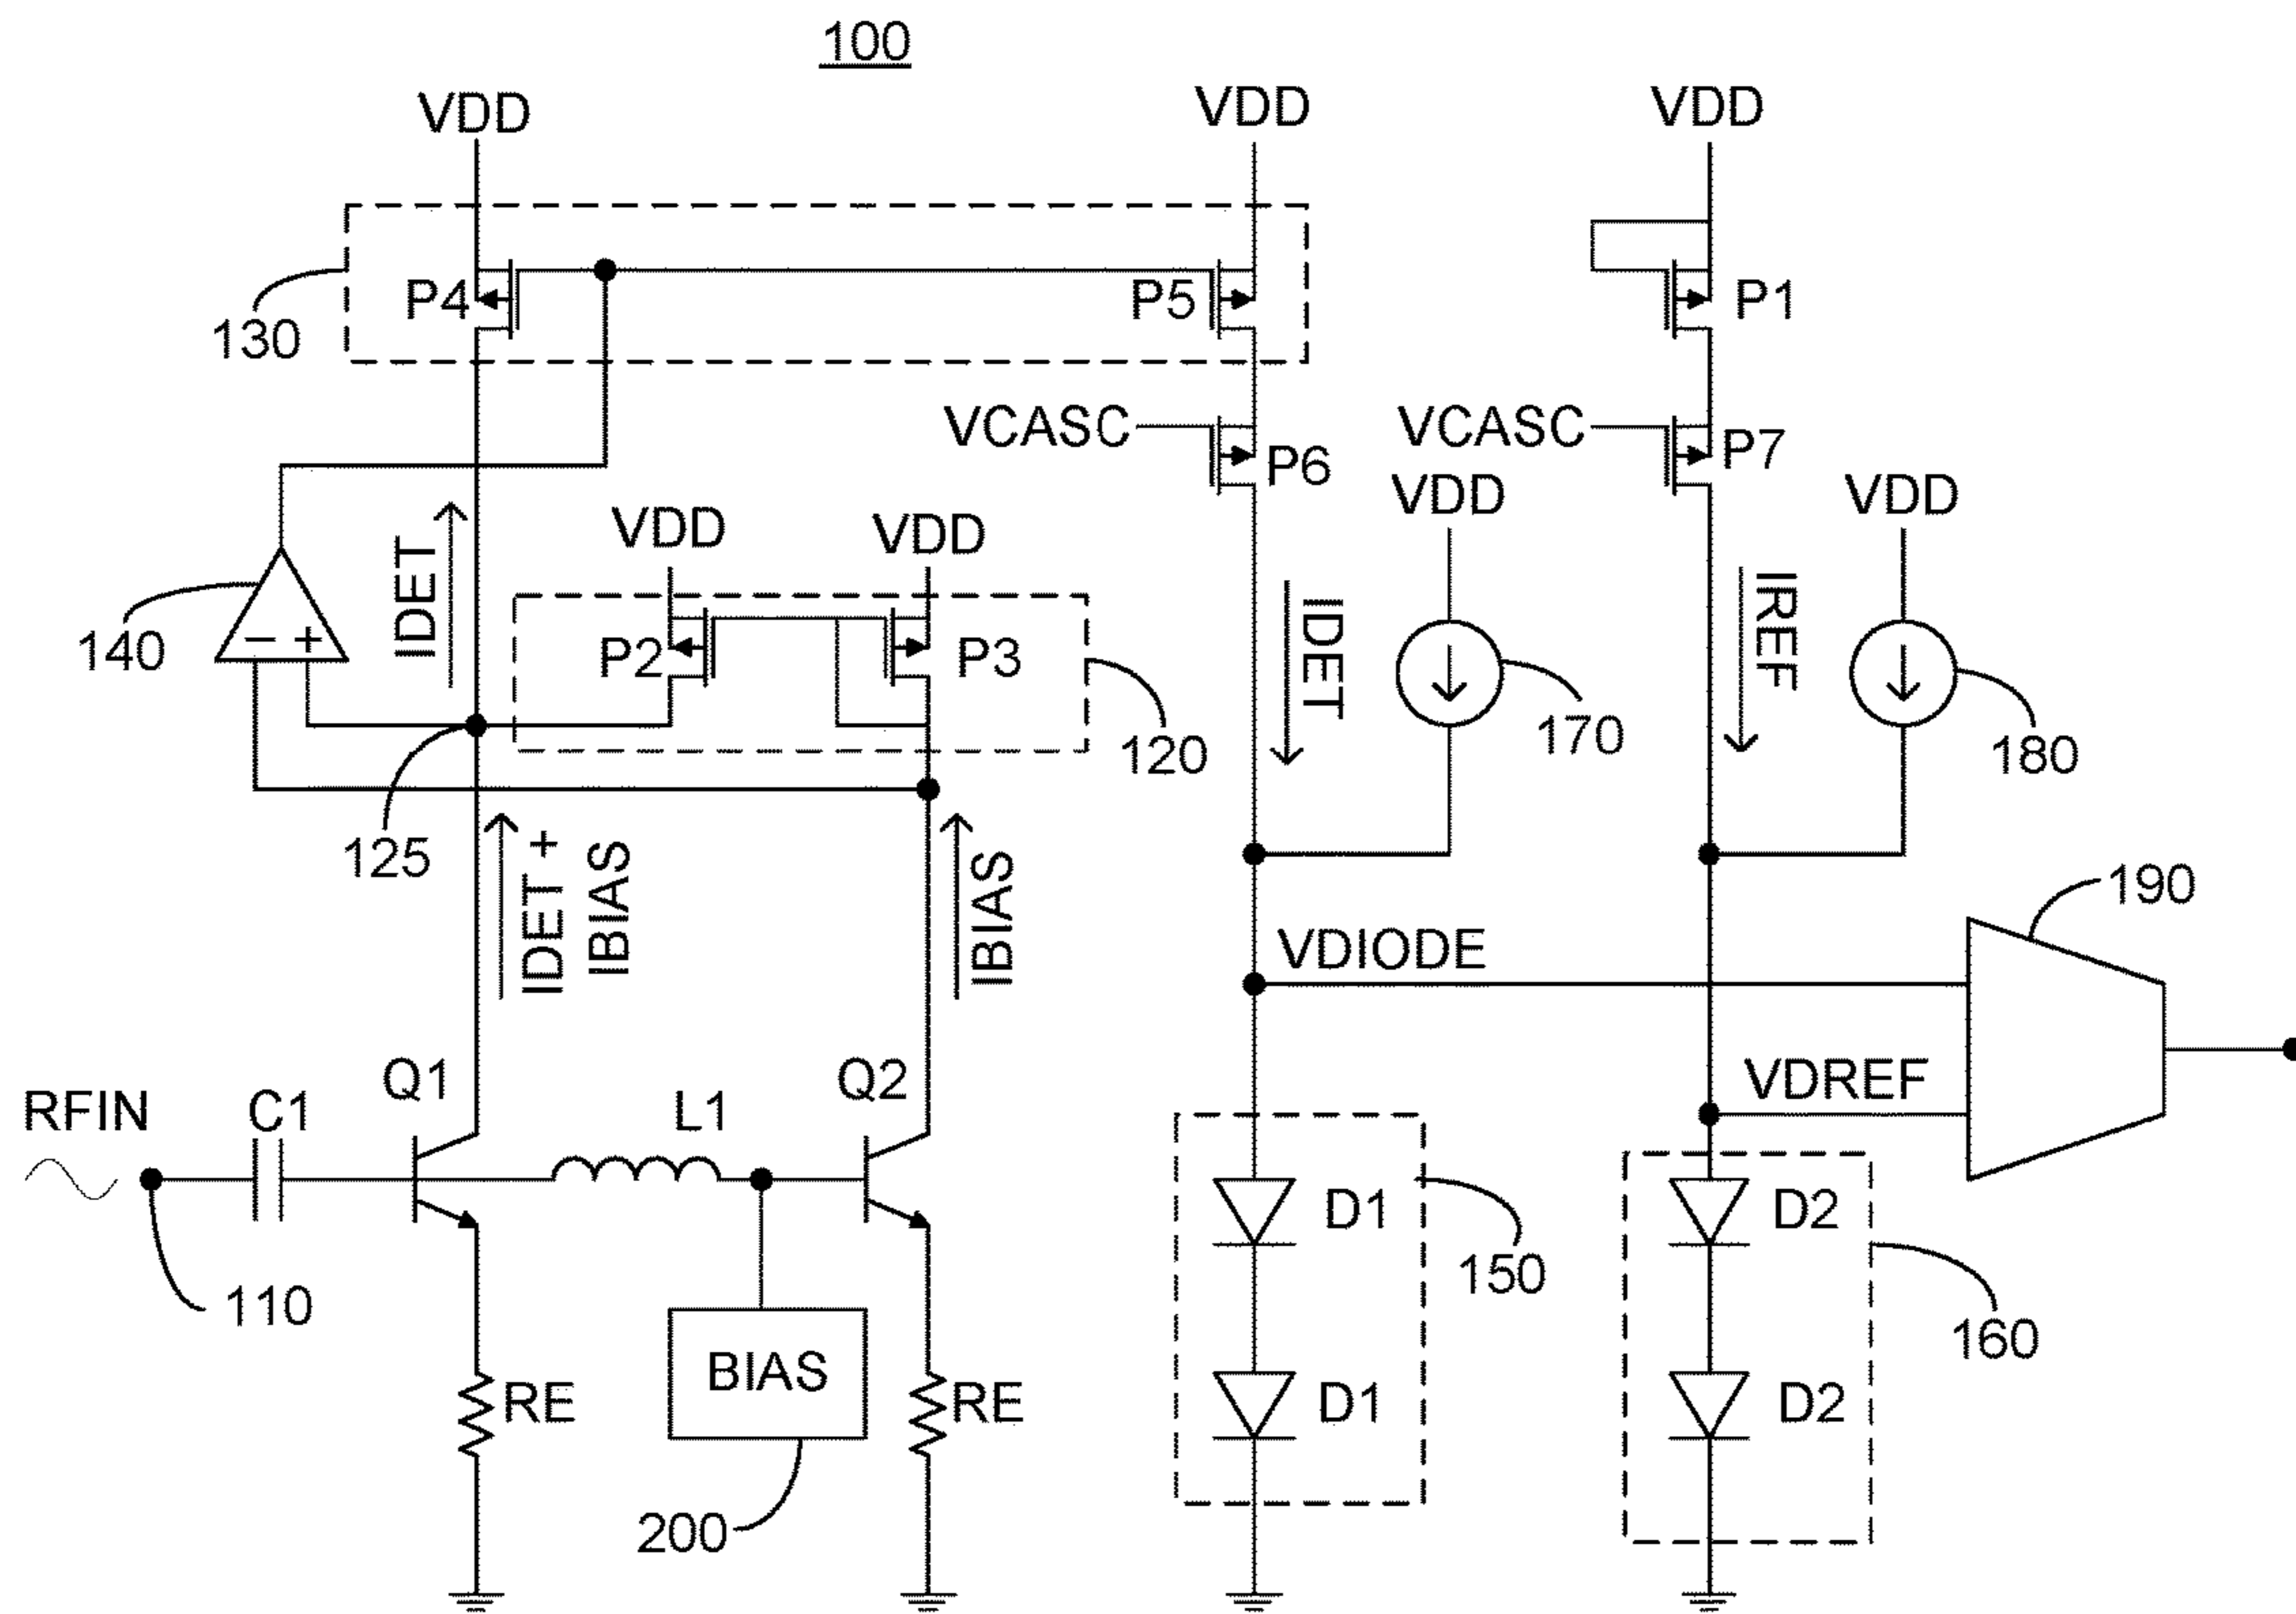 100
VDD
VDD
VDD
P4
P5
P1
130
VCASC
VCASC
P6
P7
VDD
VDD
VDD
VDD
IDET
140
− +
P2
P3
120
IDET
170
IREF
180
125
IDET +
IBIAS
IBIAS
190
VDIODE
VDREF
RFIN
C1
Q1
L1
Q2
110
D1
D2
150
160
BIAS
RE
RE
D1
D2
200